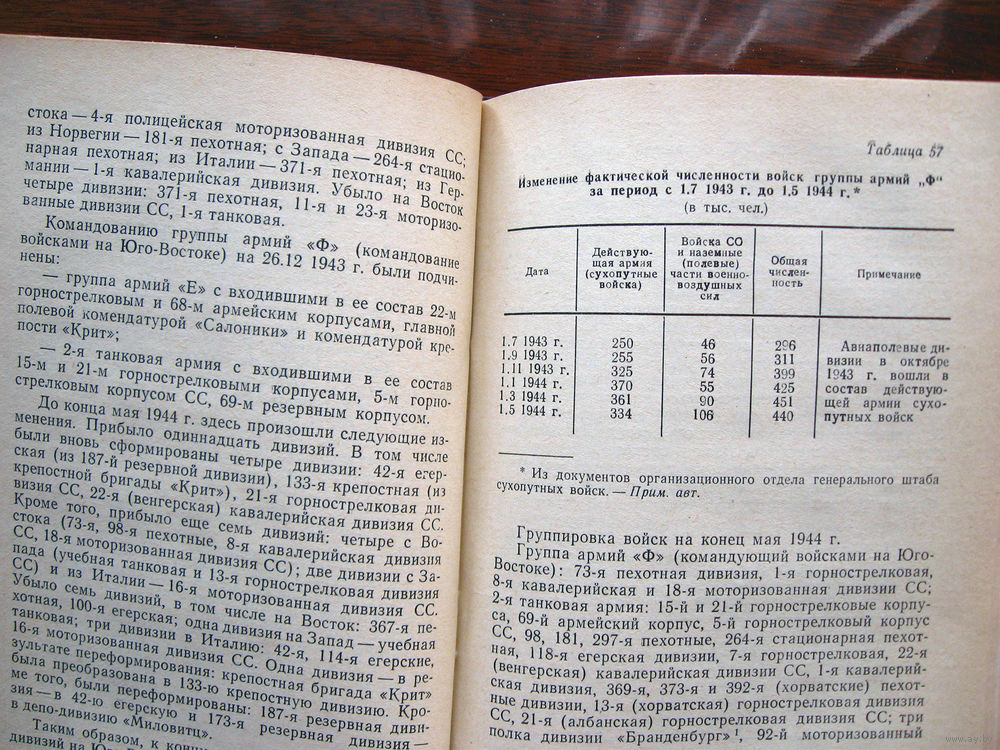 стока — 4-я полицейская моторизованная дивизия СС;
из Норвегии — 181-я пехотная; с Запада — 264-я стацио-
нарная пехотная; из Италии — 371-я пехотная; из Гер-
мании — 1-я кавалерийская дивизия. Убыло на Восток
четыре дивизии: 371-я пехотная, 11-я и 23-я моторизо-
ванные дивизии СС, 1-я танковая.
Командованию группы армий «Ф» (командование
войсками на Юго-Востоке) на 26.12 1943 г. были подчи-
нены:
— группа армий «Е» с входившими в ее состав 22-м
горнострелковым и 68-м армейским корпусами, главной
полевой комендатурой «Салоники» и комендатурой кре-
пости «Крит»;
— 2-я танковая армия с входившими в ее состав
15-м и 21-м горнострелковыми корпусами, 5-м горно-
стрелковым корпусом СС, 69-м резервным корпусом.
До конца мая 1944 г. здесь произошли следующие из-
менения. Прибыло одиннадцать дивизий. В том числе
были вновь сформированы четыре дивизии: 42-я егер-
ская (из 187-й резервной дивизии), 133-я крепостная (из
крепостной бригады «Крит»), 21-я горнострелковая ди-
визия СС, 22-я (венгерская) кавалерийская дивизия СС.
Кроме того, прибыло еще семь дивизий: четыре с Во-
стока (73-я, 98-я пехотные, 8-я кавалерийская дивизия
СС, 18-я моторизованная дивизия СС); две дивизии с За-
пада (учебная танковая и 13-я горнострелковая дивизия
СС) и из Италии — 16-я моторизованная дивизия СС.
Убыло семь дивизий, в том числе на Восток: 367-я пе-
хотная, 100-я егерская; одна дивизия на Запад — учебная
танковая; три дивизии в Италию: 42-я, 114-я егерские,
16-я моторизованная дивизия СС. Одна дивизия — в ре-
зультате переформирования: крепостная бригада «Крит»
была преобразована в 133-ю крепостную дивизию. Кро-
ме того, были переформированы: 187-я резервная диви-
зия — в 42-ю егерскую и 173-я резервная дивизия —
в депо-дивизию «Миловитц».
Таким образом, к концу
дивизий на Юго-
Таблица 57
Изменение фактической численности войск группы армий „Ф“
за период с 1.7 1943 г. до 1.5 1944 г.*
(в тыс. чел.)
Дата | Действую-щая армия (сухопутные войска) | Войска СО и наземные (полевые) части военно-воздушных сил | Общая числен-ность | Примечание
1.7 1943 г. 250 46 296 Авиаполевые ди-
1.9 1943 г. 255 56 311 визии в октябре
1.11 1943 г. 325 74 399 1943 г. вошли в
1.1 1944 г. 370 55 425 состав действую-
1.3 1944 г. 361 90 451 щей армии сухо-
1.5 1944 г. 334 106 440 путных войск
* Из документов организационного отдела генерального штаба
сухопутных войск. — Прим. авт.
Группировка войск на конец мая 1944 г.
Группа армий «Ф» (командующий войсками на Юго-
Востоке): 73-я пехотная дивизия, 1-я горнострелковая,
8-я кавалерийская и 18-я моторизованная дивизии СС;
2-я танковая армия: 15-й и 21-й горнострелковые корпу-
са, 69-й армейский корпус, 5-й горнострелковый корпус
СС, 98, 181, 297-я пехотные, 264-я стационарная пехот-
ная, 118-я егерская дивизии, 7-я горнострелковая, 22-я
(венгерская) кавалерийская дивизии СС, 1-я кавалерий-
ская дивизия, 369-я, 373-я и 392-я (хорватские) пехот-
ные дивизии, 13-я (хорватская) горнострелковая дивизия
СС, 21-я (албанская) горнострелковая дивизия СС; три
полка дивизии «Бранденбург»¹, 92-й моторизованный
www.ay.by